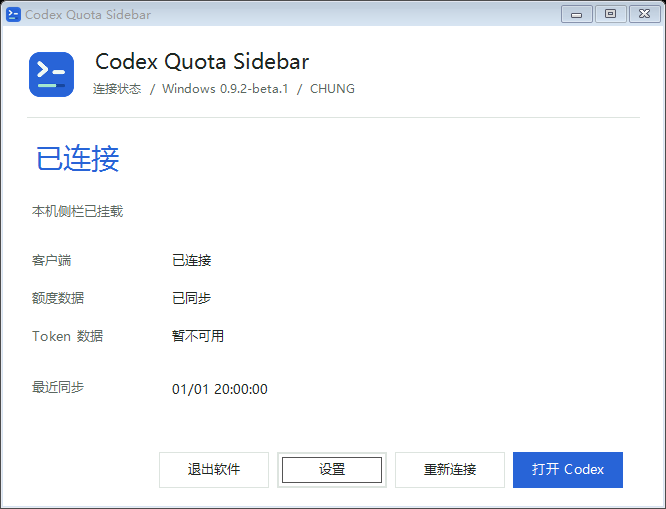 Codex Quota Sidebar
Codex Quota Sidebar
连接状态 / Windows 0.9.2-beta.1 / CHUNG
已连接
本机侧栏已挂载
客户端 已连接
额度数据 已同步
Token 数据 暂不可用
最近同步 01/01 20:00:00
退出软件 设置 重新连接 打开 Codex